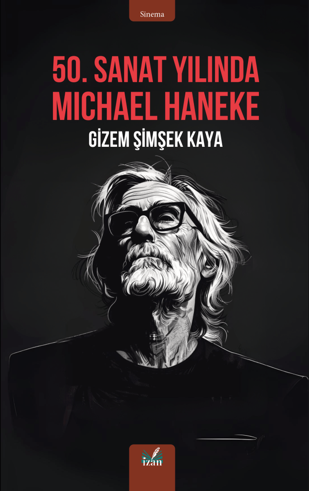 Sinema
50. SANAT YILINDA
MICHAEL HANEKE
GİZEM ŞİMŞEK KAYA
izan